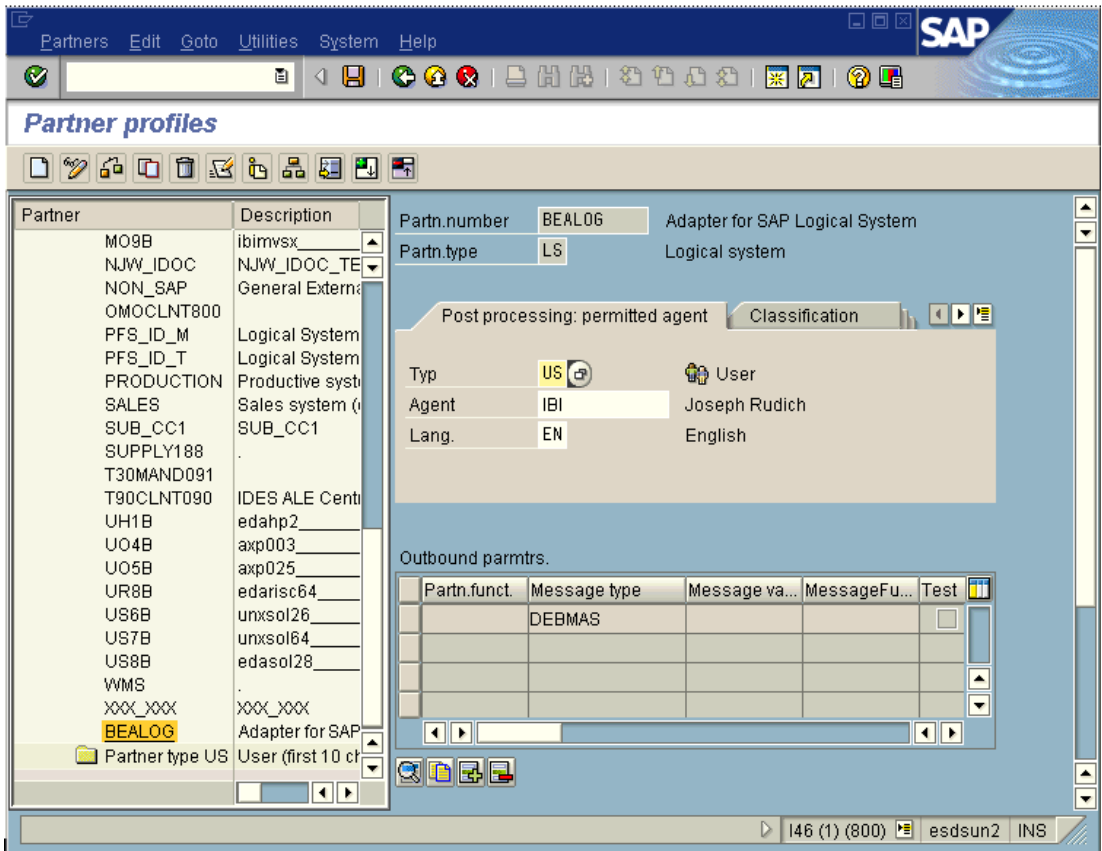 Partners Edit Goto Utilities System Help
SAP
Partner profiles
Partner Description
MO9B ibimvsx______
NJW_IDOC NJW_IDOC_TE
NON_SAP General Externa
OMOCLNT800
PFS_ID_M Logical System
PFS_ID_T Logical System
PRODUCTION Productive syst
SALES Sales system (
SUB_CC1 SUB_CC1
SUPPLY188 .
T30MAND091
T90CLNT090 IDES ALE Cent
UH1B edahp2______
UO4B axp003______
UO5B axp025______
UR8B edarisc64____
US6B unxsol26_____
US7B unxsol64_____
US8B edasol28_____
WMS .
XXX_XXX XXX_XXX
BEALOG Adapter for SAP
Partner type US User (first 10 ch
Partn.number BEALOG Adapter for SAP Logical System
Partn.type LS Logical system
Post processing: permitted agent Classification
Typ US User
Agent IBI Joseph Rudich
Lang. EN English
Outbound parmtrs.
Partn.funct. Message type Message va... MessageFu... Test
DEBMAS
I46 (1) (800) esdsun2 INS